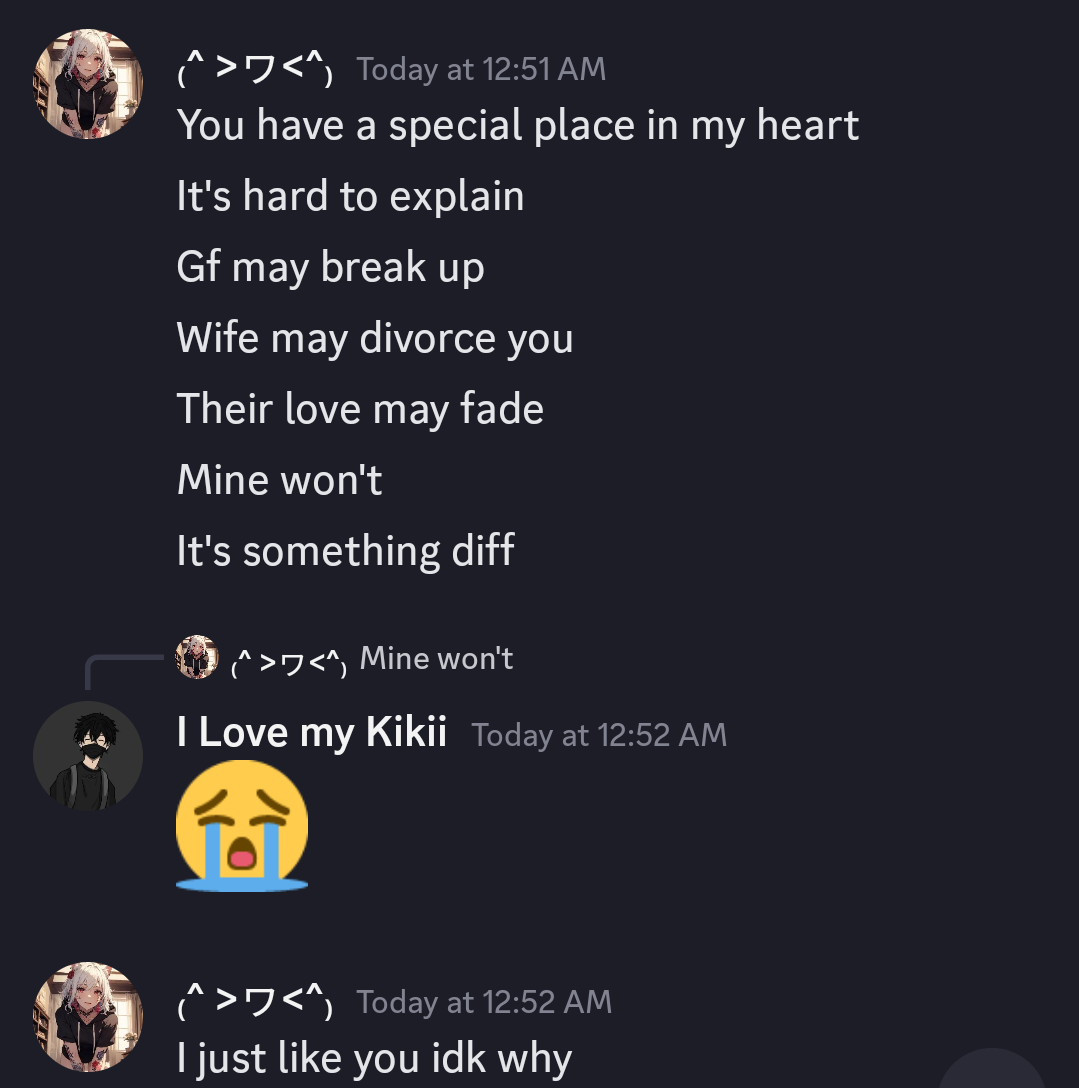 ₍^ >ワ<^₎ Today at 12:51 AM
You have a special place in my heart
It's hard to explain
Gf may break up
Wife may divorce you
Their love may fade
Mine won't
It's something diff
₍^ >ワ<^₎ Mine won't
I Love my Kikii Today at 12:52 AM
₍^ >ワ<^₎ Today at 12:52 AM
I just like you idk why